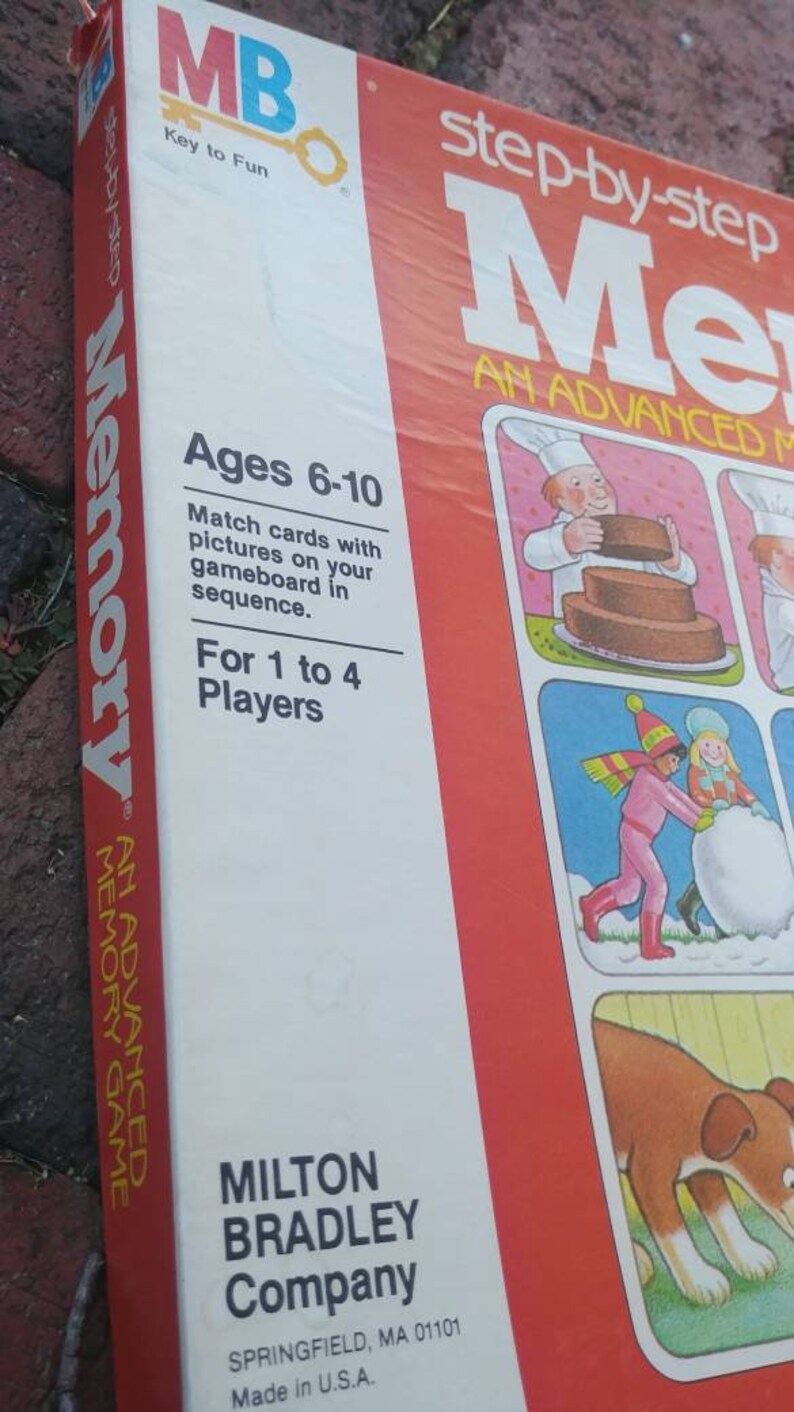 MB
Key to Fun
®
step-by-step
Me
AN ADVANCED M
Ages 6-10
Match cards with
pictures on your
gameboard in
sequence.
For 1 to 4
Players
MILTON
BRADLEY
Company
SPRINGFIELD, MA 01101
Made in U.S.A.
MB
step-by-step Memory® AN ADVANCED
MEMORY GAME